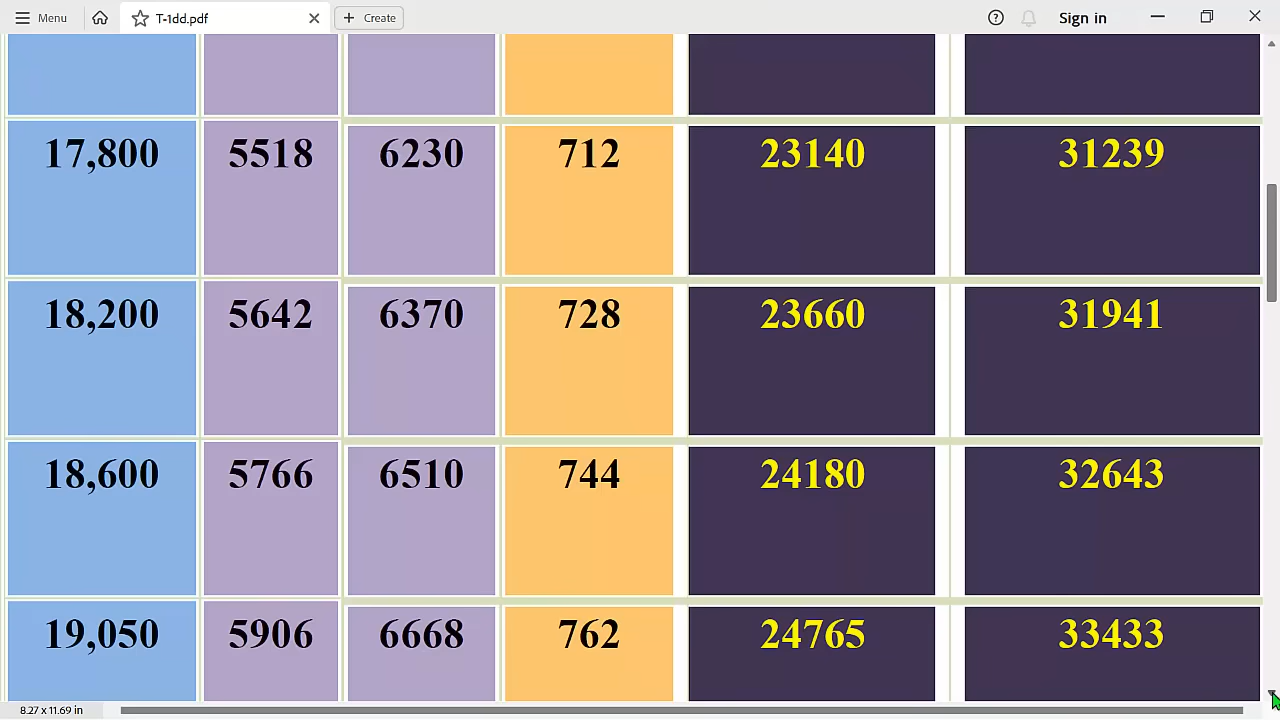 Menu T-1dd.pdf Create Sign in
17,800 5518 6230 712 23140 31239
18,200 5642 6370 728 23660 31941
18,600 5766 6510 744 24180 32643
19,050 5906 6668 762 24765 33433
8.27 x 11.69 in